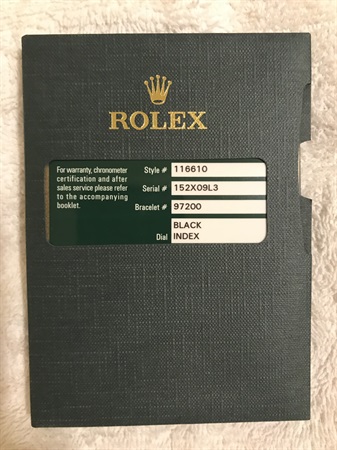 ROLEX
For warranty, chronometer
certification and after
sales service please refer
to the accompanying
booklet.
Style # 116610
Serial # 152X09L3
Bracelet # 97200
Dial BLACK
INDEX